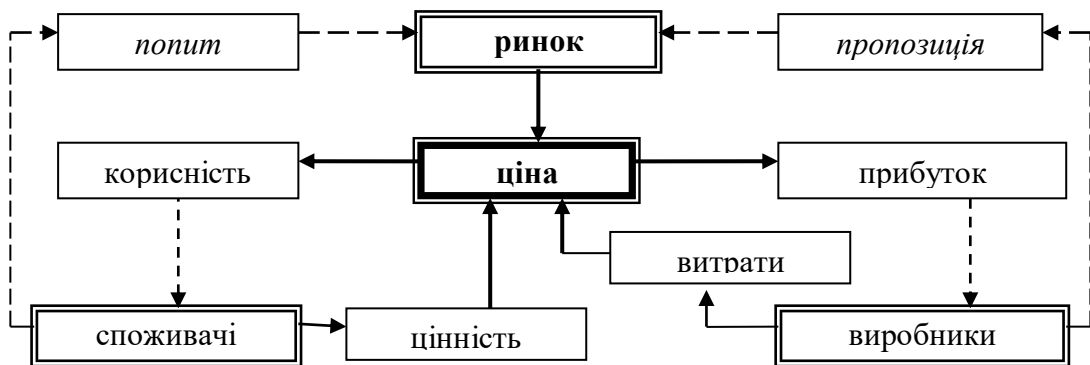 попит
ринок
пропозиція
корисність
ціна
прибуток
витрати
споживачі
цінність
виробники